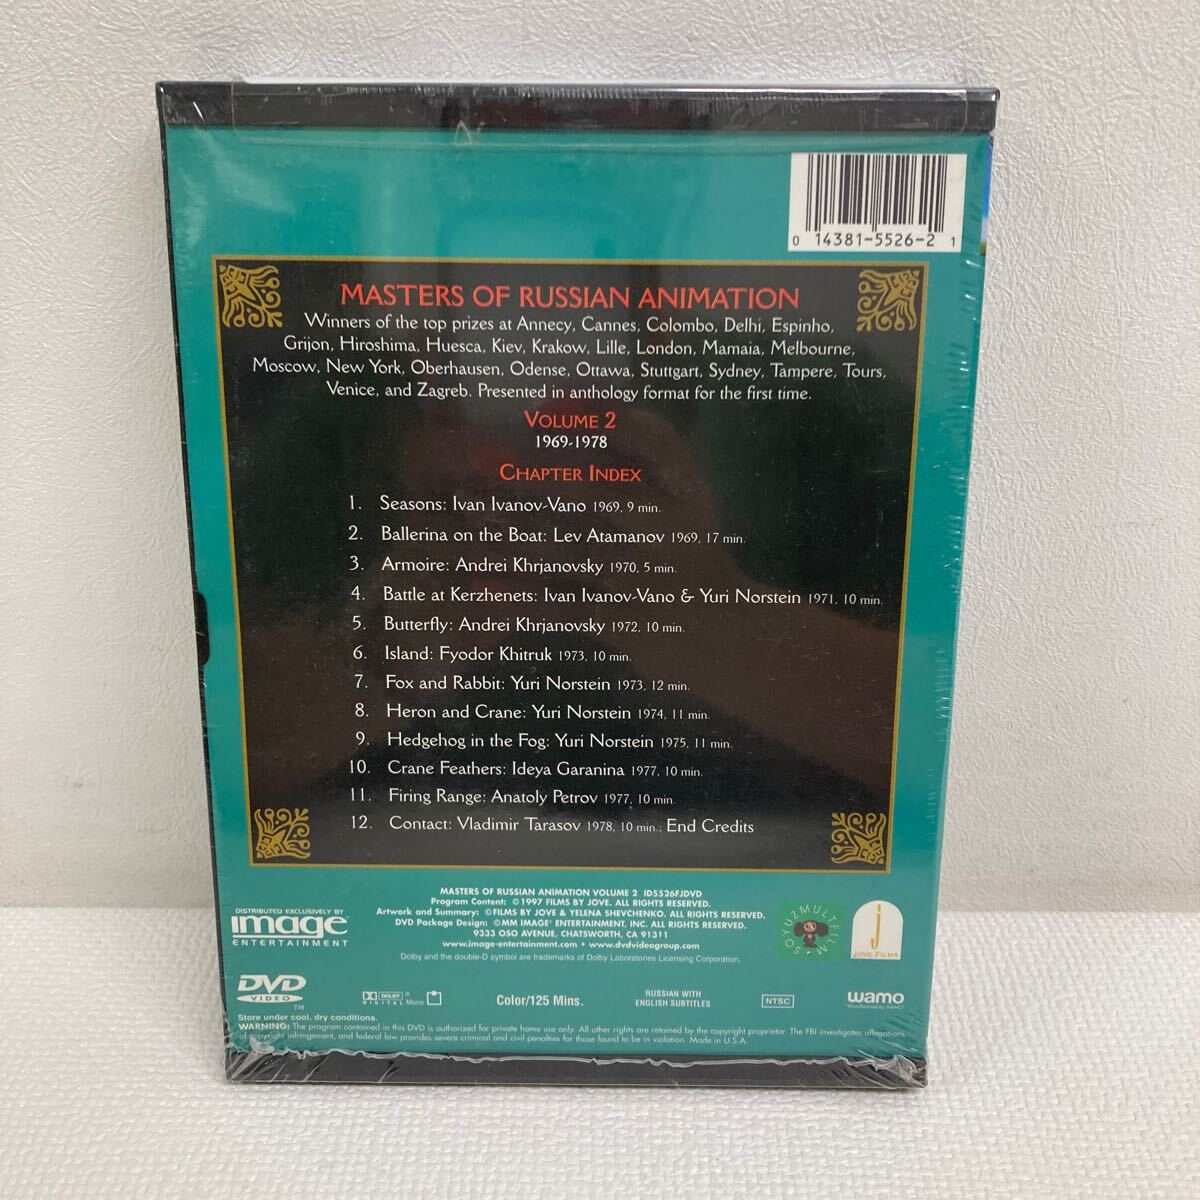 0 14381-5526-2 1
MASTERS OF RUSSIAN ANIMATION
Winners of the top prizes at Annecy, Cannes, Colombo, Delhi, Espinho,
Grijon, Hiroshima, Huesca, Kiev, Krakow, Lille, London, Mamaia, Melbourne,
Moscow, New York, Oberhausen, Odense, Ottawa, Stuttgart, Sydney, Tampere, Tours,
Venice, and Zagreb. Presented in anthology format for the first time.
VOLUME 2
1969-1978
CHAPTER INDEX
1. Seasons: Ivan Ivanov-Vano 1969, 9 min.
2. Ballerina on the Boat: Lev Atamanov 1969, 17 min.
3. Armoire: Andrei Khrjanovsky 1970, 5 min.
4. Battle at Kerzhenets: Ivan Ivanov-Vano & Yuri Norstein 1971, 10 min.
5. Butterfly: Andrei Khrjanovsky 1972, 10 min.
6. Island: Fyodor Khitruk 1973, 10 min.
7. Fox and Rabbit: Yuri Norstein 1973, 12 min.
8. Heron and Crane: Yuri Norstein 1974, 11 min.
9. Hedgehog in the Fog: Yuri Norstein 1975, 11 min.
10. Crane Feathers: Ideya Garanina 1977, 10 min.
11. Firing Range: Anatoly Petrov 1977, 10 min.
12. Contact: Vladimir Tarasov 1978, 10 min.; End Credits
MASTERS OF RUSSIAN ANIMATION VOLUME 2 ID5526FJDVD
Program Content: ©1997 FILMS BY JOVE. ALL RIGHTS RESERVED.
Artwork and Summary: ©FILMS BY JOVE & YELENA SHEVCHENKO. ALL RIGHTS RESERVED.
DVD Package Design: ©MM IMAGE® ENTERTAINMENT, INC. ALL RIGHTS RESERVED.
9333 OSO AVENUE, CHATSWORTH, CA 91311
www.image-entertainment.com • www.dvdvideogroup.com
Dolby and the double-D symbol are trademarks of Dolby Laboratories Licensing Corporation.
DISTRIBUTED EXCLUSIVELY BY
image
ENTERTAINMENT
SOYUZMULTFILM
j
JOVE FILMS
DVD
VIDEO
TM
DOLBY®
DIGITAL Mono
Color/125 Mins.
RUSSIAN WITH
ENGLISH SUBTITLES
NTSC
wamo
Store under cool, dry conditions.
WARNING: The program contained in this DVD is authorized for private home use only. All other rights are retained by the copyright proprietor. The FBI investigates allegations
of copyright infringement, and federal law provides severe criminal and civil penalties for those found to be in violation. Made in U.S.A.